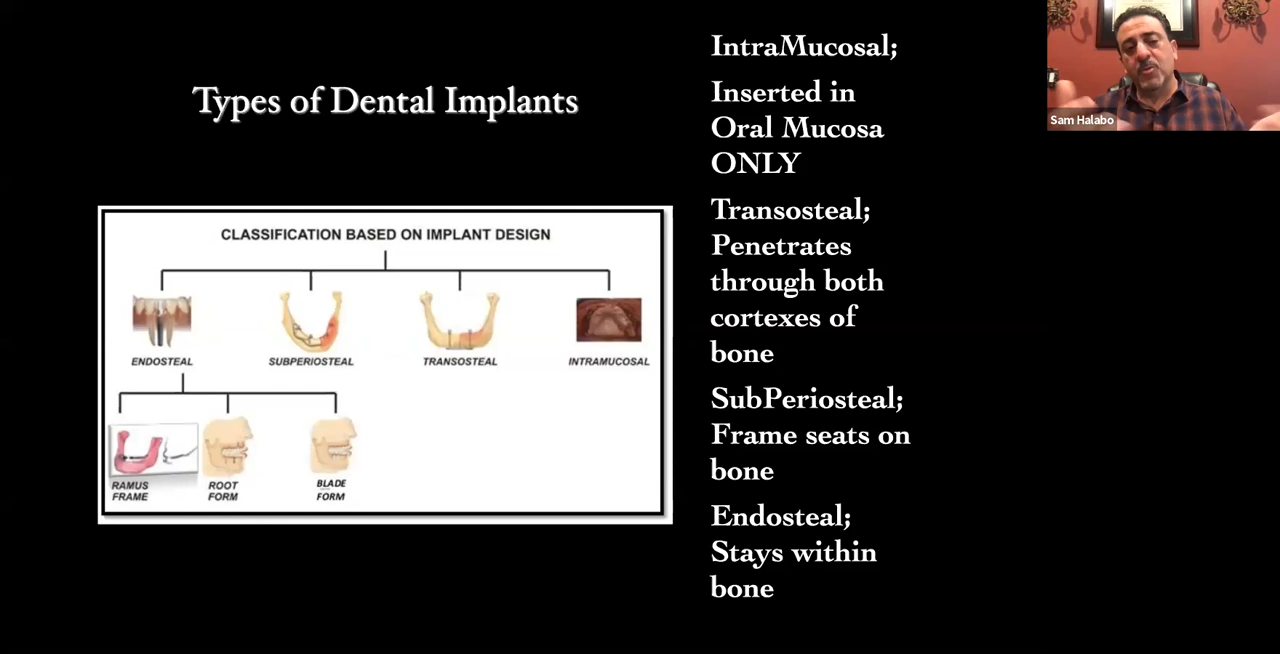 Types of Dental Implants
CLASSIFICATION BASED ON IMPLANT DESIGN
ENDOSTEAL
SUBPERIOSTEAL
TRANSOSTEAL
INTRAMUCOSAL
RAMUS
FRAME
ROOT
FORM
BLADE
FORM
IntraMucosal;
Inserted in
Oral Mucosa
ONLY
Transosteal;
Penetrates
through both
cortexes of
bone
SubPeriosteal;
Frame seats on
bone
Endosteal;
Stays within
bone
Sam Halabo